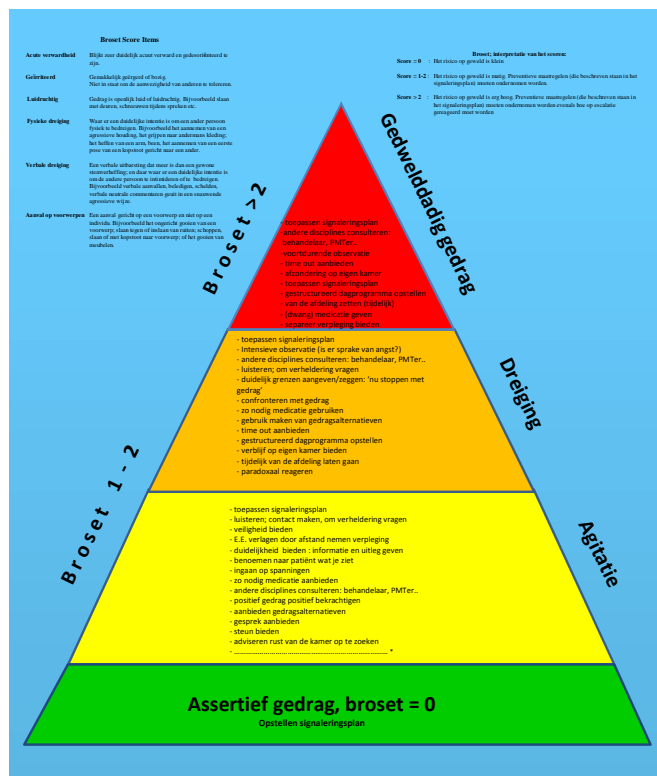 Broset Score Items
Acute verwardheid Blijkt zeer duidelijk acuut verward en gedesoriënteerd te
zijn.
Geïrriteerd Gemakkelijk geërgerd of boezig.
Niet in staat om de aanwezigheid van anderen te tolereren.
Luidruchtig Gedrag is openlijk luid of luidruchtig. Bijvoorbeeld slaan
met deuren, schreeuwen tijdens spreken etc.
Fysieke dreiging Waar er een duidelijke intentie is om een ander persoon
fysiek te bedreigen. Bijvoorbeeld het aannemen van een
agressieve houding, het grijpen naar andermans kleding;
het heffen van een arm, been, het aannemen van een eerste
pose van een kopstoot gericht naar een ander.
Verbale dreiging Een verbale uitbarsting dat meer is dan een gewone
stemverheffing; en daar waar er een duidelijke intentie is
om de andere persoon te intimideren of te bedreigen.
Bijvoorbeeld verbale aanvallen, beledigen, schelden,
verbale neutrale commentaren geuit in een snauwende
agressieve wijze.
Aanval op voorwerpen Een aanval gericht op een voorwerp en niet op een
individu. Bijvoorbeeld het ongericht gooien van een
voorwerp; slaan tegen of inslaan van ruiten; schoppen,
slaan of met kopstoot naar voorwerp; of het gooien van
meubelen.
Broset; interpretatie van het scoren:
Score = 0 : Het risico op geweld is klein
Score = 1-2 : Het risico op geweld is matig. Preventieve maatregelen (die beschreven staan in het
signaleringsplan) moeten ondernomen worden.
Score > 2 : Het risico op geweld is erg hoog. Preventieve maatregelen (die beschreven staan in
het signaleringsplan) moeten ondernomen worden evenals hoe op escalatie
gereageerd moet worden
Broset >2
Gedwelddadig gedrag
- toepassen signaleringsplan
-andere disciplines consulteren:
behandelaar, PMTer..
-voortdurende observatie
- time out aanbieden
- afzondering op eigen kamer
- toepassen signaleringsplan
- gestructureerd dagprogramma opstellen
- van de afdeling zetten (tijdelijk)
- (dwang) medicatie geven
- separeer verpleging bieden
Dreiging
- toepassen signaleringsplan
- Intensieve observatie (is er sprake van angst?)
- andere disciplines consulteren: behandelaar, PMTer..
- luisteren; om verheldering vragen
- duidelijk grenzen aangeven/zeggen: 'nu stoppen met
gedrag'
- confronteren met gedrag
- zo nodig medicatie gebruiken
- gebruik maken van gedragsalternatieven
- time out aanbieden
- gestructureerd dagprogramma opstellen
- verblijf op eigen kamer bieden
- tijdelijk van de afdeling laten gaan
- paradoxaal reageren
Broset 1 - 2
Agitatie
- toepassen signaleringsplan
- luisteren; contact maken, om verheldering vragen
- veiligheid bieden
- E.E. verlagen door afstand nemen verpleging
- duidelijkheid bieden : informatie en uitleg geven
- benoemen naar patiënt wat je ziet
- ingaan op spanningen
- zo nodig medicatie aanbieden
- andere disciplines consulteren: behandelaar, PMTer..
- positief gedrag positief bekrachtigen
- aanbieden gedragsalternatieven
- gesprek aanbieden
- steun bieden
- adviseren rust van de kamer op te zoeken
- ........................................................................ *
Assertief gedrag, broset = 0
Opstellen signaleringsplan